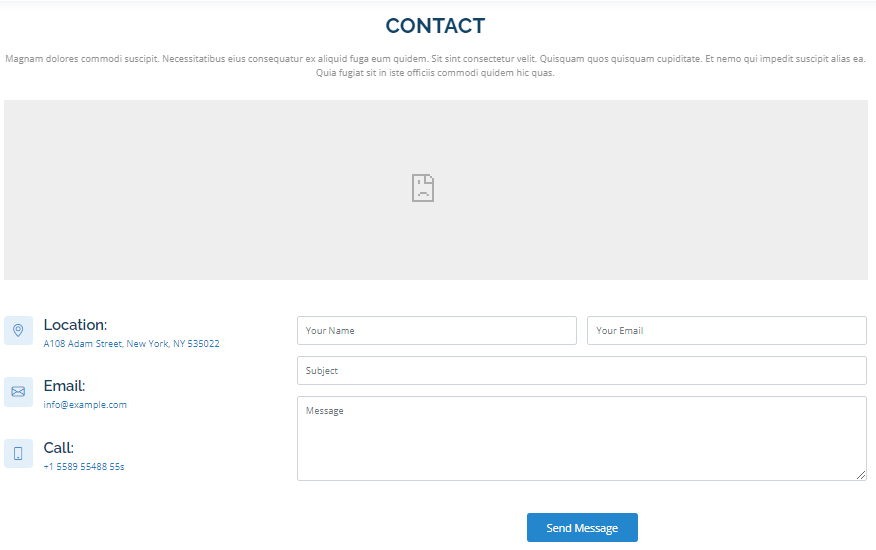 CONTACT
Magnam dolores commodi suscipit. Necessitatibus eius consequatur ex aliquid fuga eum quidem. Sit sint consectetur velit. Quisquam quos quisquam cupiditate. Et nemo qui impedit suscipit alias ea.
Quia fugiat sit in iste officiis commodi quidem hic quas.
Location:
A108 Adam Street, New York, NY 535022
Email:
info@example.com
Call:
+1 5589 55488 55s
Your Name
Your Email
Subject
Message
Send Message